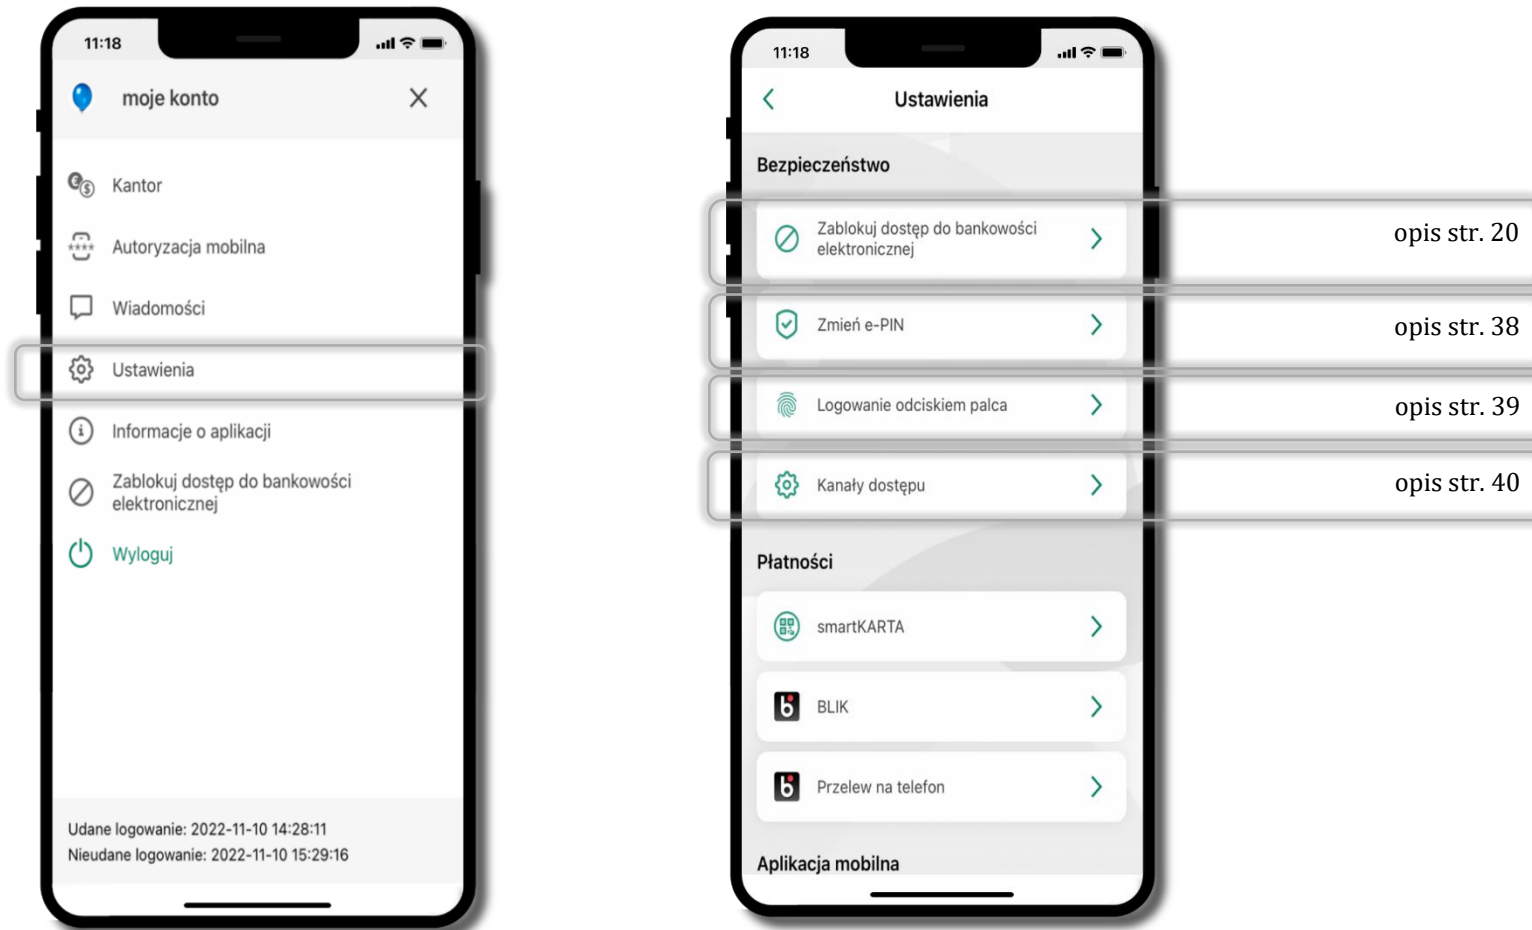 11:18
moje konto
Kantor
Autoryzacja mobilna
Wiadomości
Ustawienia
Informacje o aplikacji
Zablokuj dostęp do bankowości
elektronicznej
Wyloguj
Udane logowanie: 2022-11-10 14:28:11
Nieudane logowanie: 2022-11-10 15:29:16
11:18
Ustawienia
Bezpieczeństwo
Zablokuj dostęp do bankowości
elektronicznej
opis str. 20
Zmień e-PIN
opis str. 38
Logowanie odciskiem palca
opis str. 39
Kanały dostępu
opis str. 40
Płatności
smartKARTA
BLIK
Przelew na telefon
Aplikacja mobilna